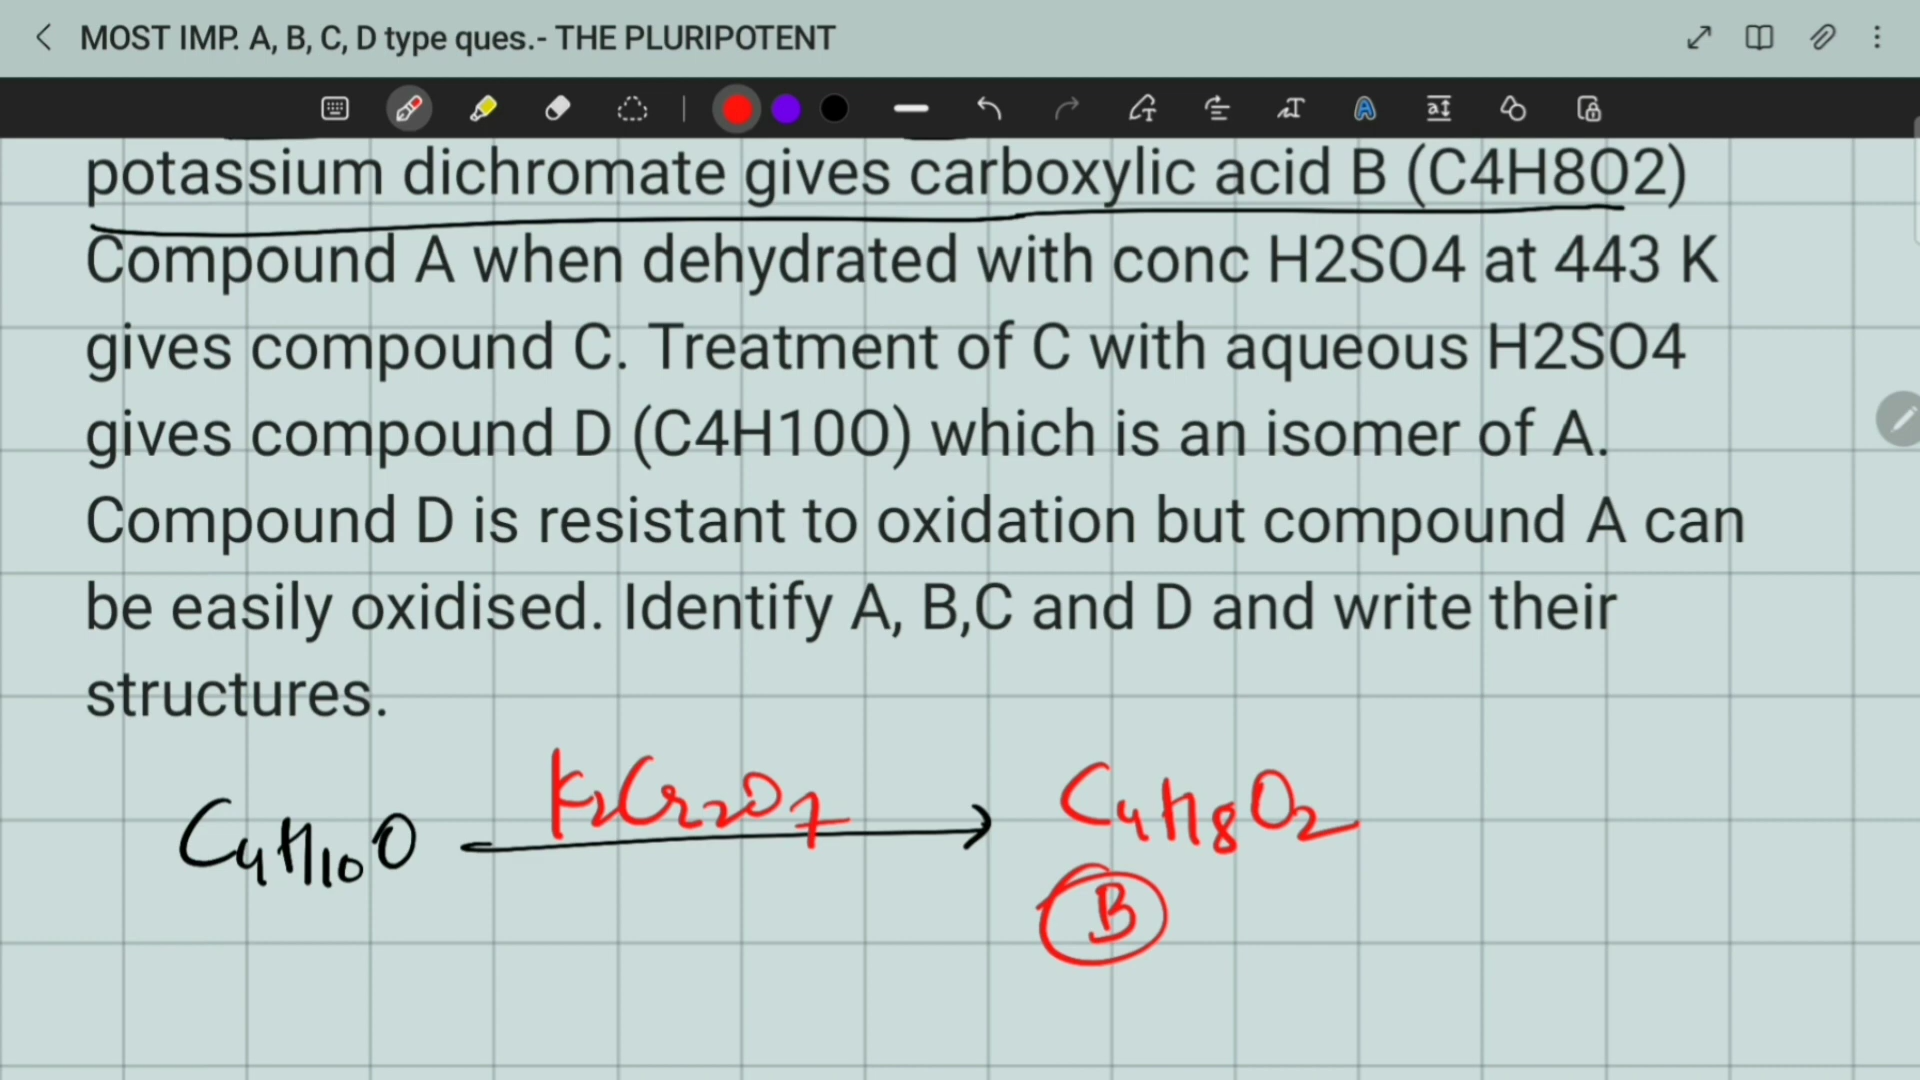 MOST IMP. A, B, C, D type ques.- THE PLURIPOTENT
potassium dichromate gives carboxylic acid B (C4H8O2)
Compound A when dehydrated with conc H2SO4 at 443 K
gives compound C. Treatment of C with aqueous H2SO4
gives compound D (C4H10O) which is an isomer of A.
Compound D is resistant to oxidation but compound A can
be easily oxidised. Identify A, B,C and D and write their
structures.
C4H10O K2Cr2O7 C4H8O2
B